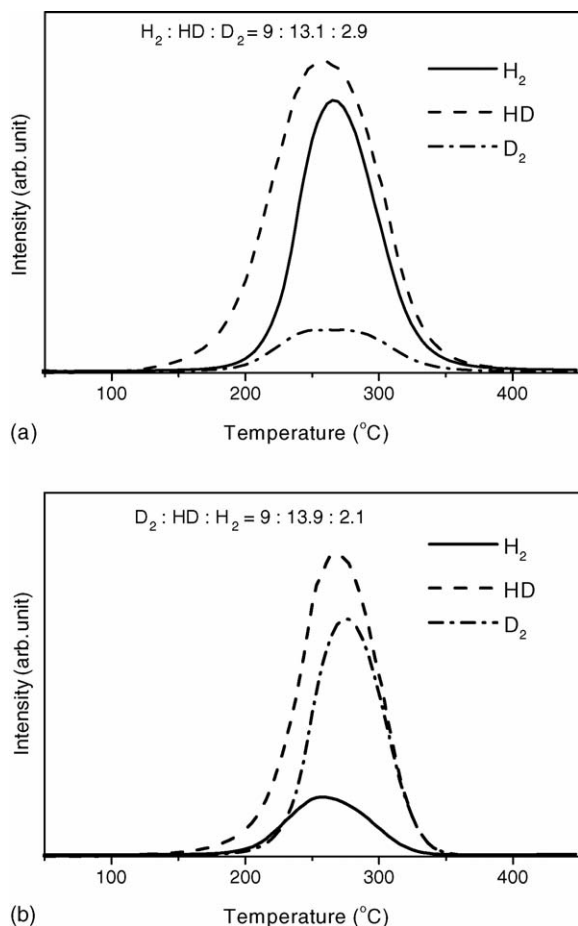 H2 : HD : D2 = 9 : 13.1 : 2.9
H2
HD
D2
Intensity (arb. unit)
100 200 300 400
Temperature (°C)
(a)
D2 : HD : H2 = 9 : 13.9 : 2.1
H2
HD
D2
Intensity (arb. unit)
100 200 300 400
Temperature (°C)
(b)